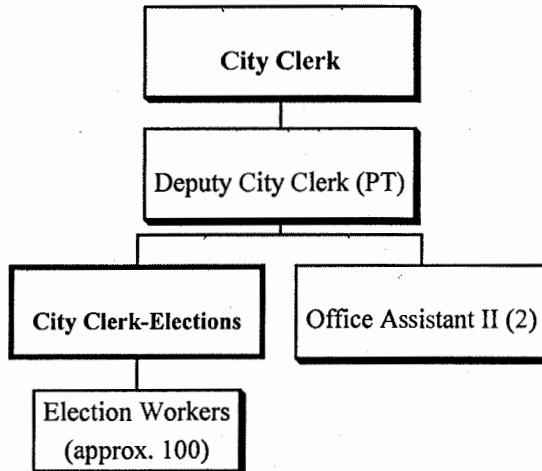 City Clerk
Deputy City Clerk (PT)
City Clerk-Elections
Office Assistant II (2)
Election Workers
(approx. 100)